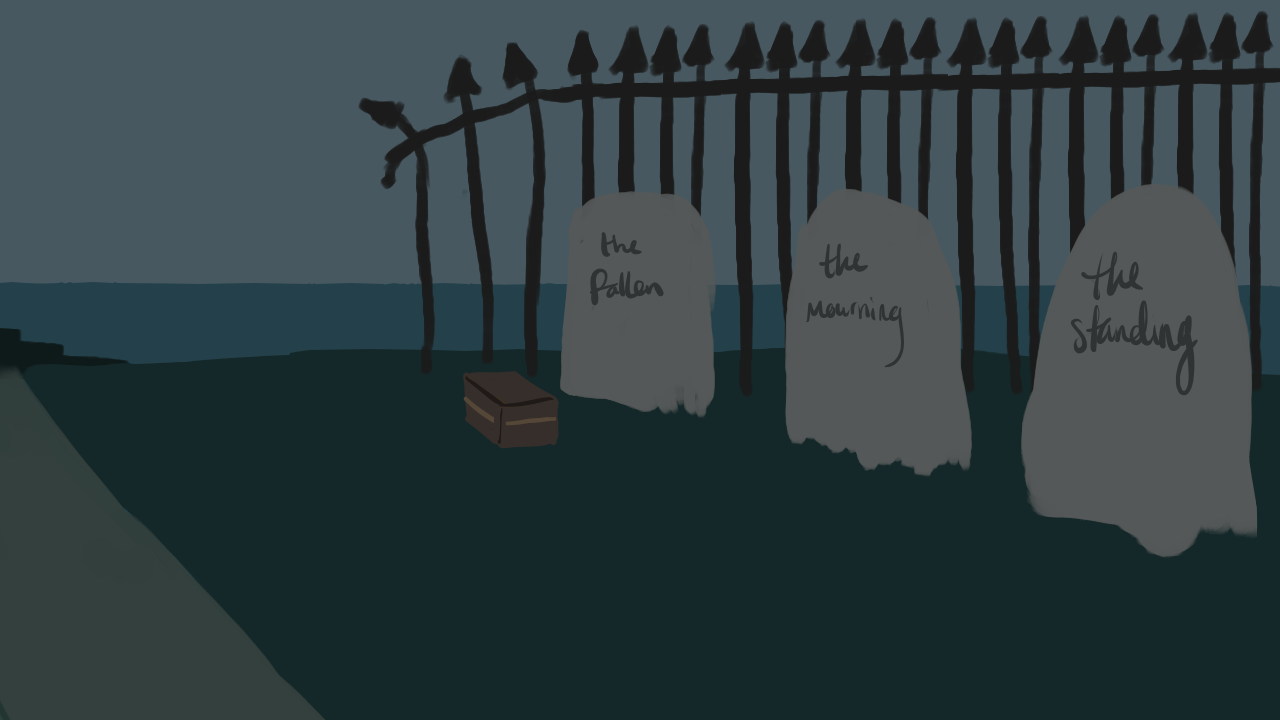 the
Fallen
the
mourning
the
standing